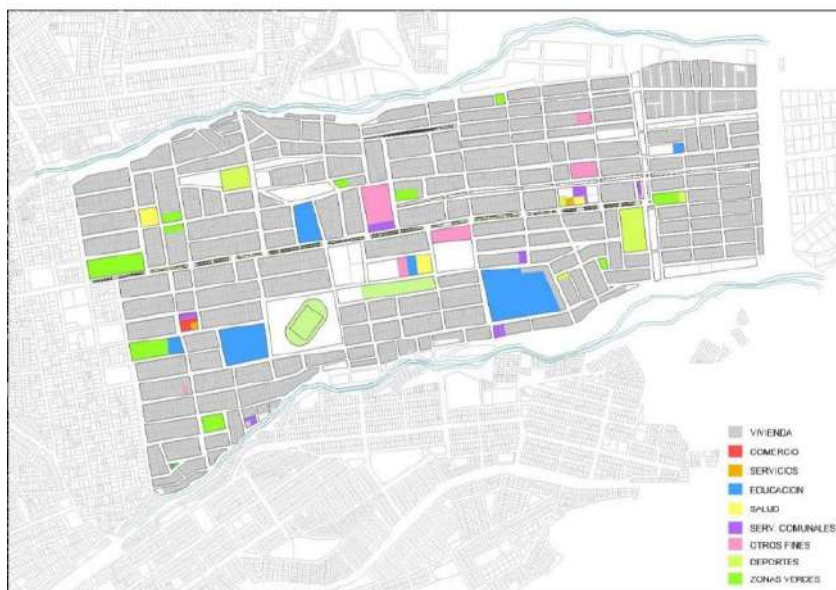 VIVIENDA
COMERCIO
SERVICIOS
EDUCACION
SALUD
SERV. COMUNALES
OTROS FINES
DEPORTES
ZONAS VERDES